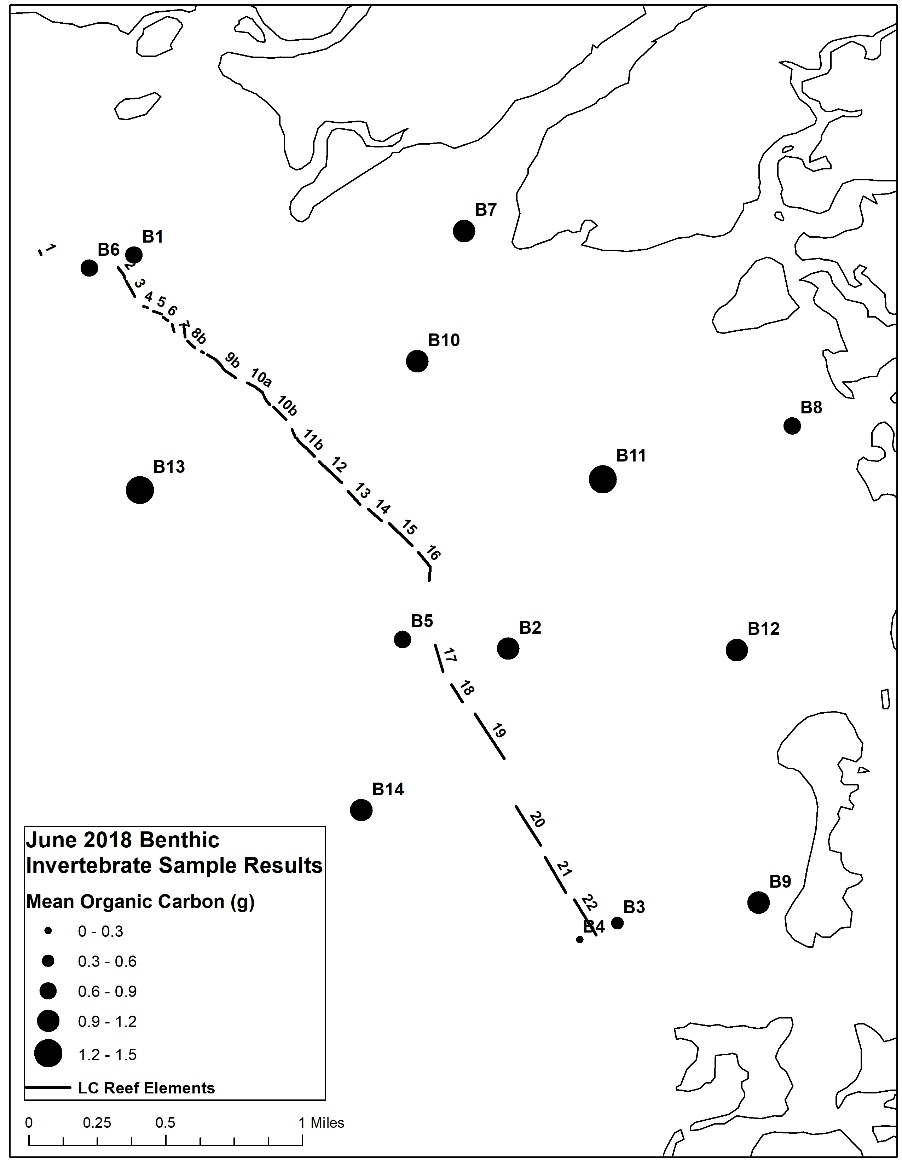 B7
1
B6
B1
2
3
4
5
6
7
8b
B10
9b
10a
10b
B8
11b
B11
12
B13
13
14
15
16
B5
B2
B12
17
18
19
B14
20
21
B9
22
B3
B4
June 2018 Benthic
Invertebrate Sample Results
Mean Organic Carbon (g)
0 - 0.3
0.3 - 0.6
0.6 - 0.9
0.9 - 1.2
1.2 - 1.5
LC Reef Elements
0 0.25 0.5 1 Miles